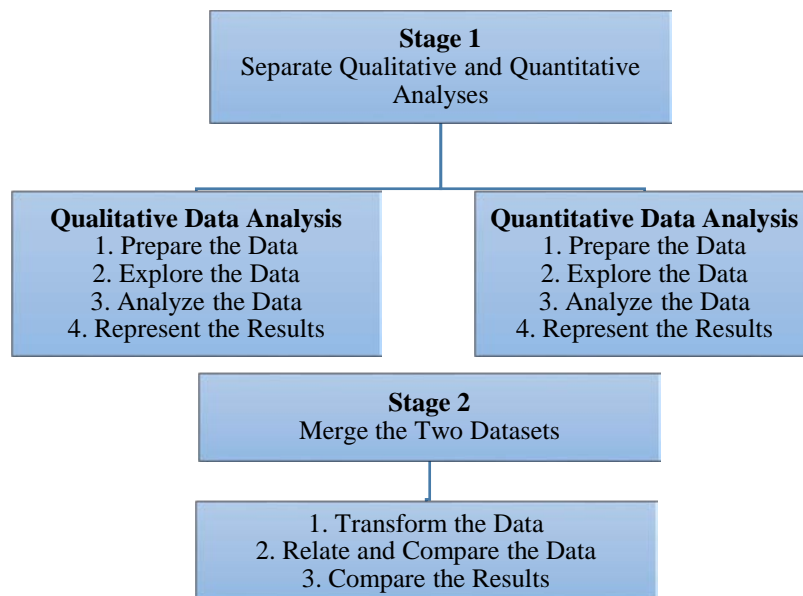 Stage 1
Separate Qualitative and Quantitative
Analyses
Qualitative Data Analysis
1. Prepare the Data
2. Explore the Data
3. Analyze the Data
4. Represent the Results
Quantitative Data Analysis
1. Prepare the Data
2. Explore the Data
3. Analyze the Data
4. Represent the Results
Stage 2
Merge the Two Datasets
1. Transform the Data
2. Relate and Compare the Data
3. Compare the Results